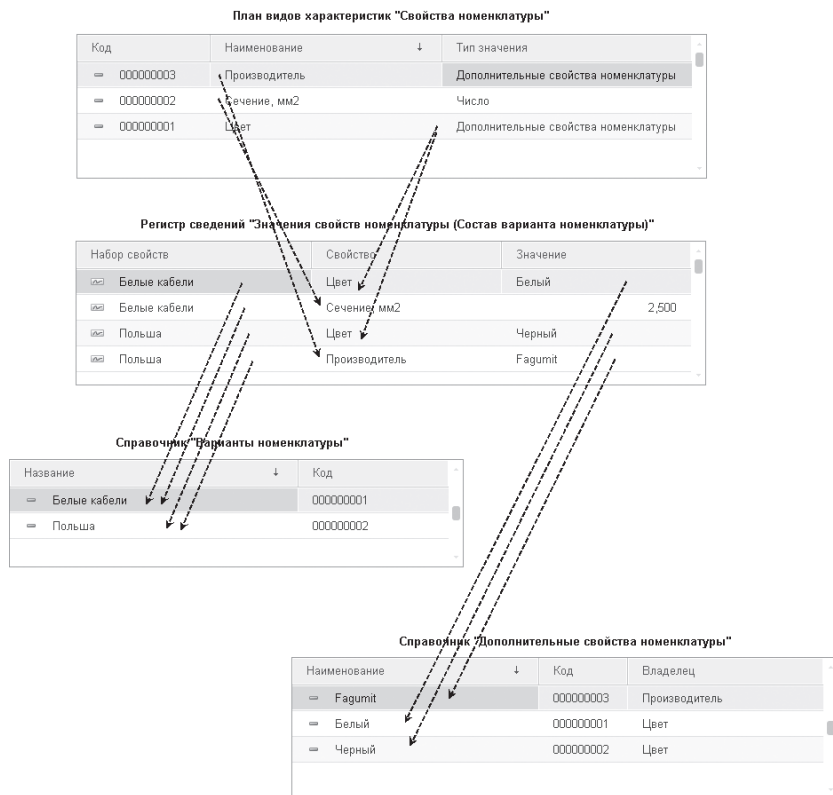 План видов характеристик "Свойства номенклатуры"
Код Наименование ↓ Тип значения
000000003 Производитель Дополнительные свойства номенклатуры
000000002 Сечение, мм2 Число
000000001 Цвет Дополнительные свойства номенклатуры
Регистр сведений "Значения свойств номенклатуры (Состав варианта номенклатуры)"
Набор свойств Свойство Значение
Белые кабели Цвет Белый
Белые кабели Сечение, мм2 2,500
Польша Цвет Черный
Польша Производитель Fagumit
Справочник "Варианты номенклатуры"
Название ↓ Код
Белые кабели 000000001
Польша 000000002
Справочник "Дополнительные свойства номенклатуры"
Наименование ↓ Код Владелец
Fagumit 000000003 Производитель
Белый 000000001 Цвет
Черный 000000002 Цвет